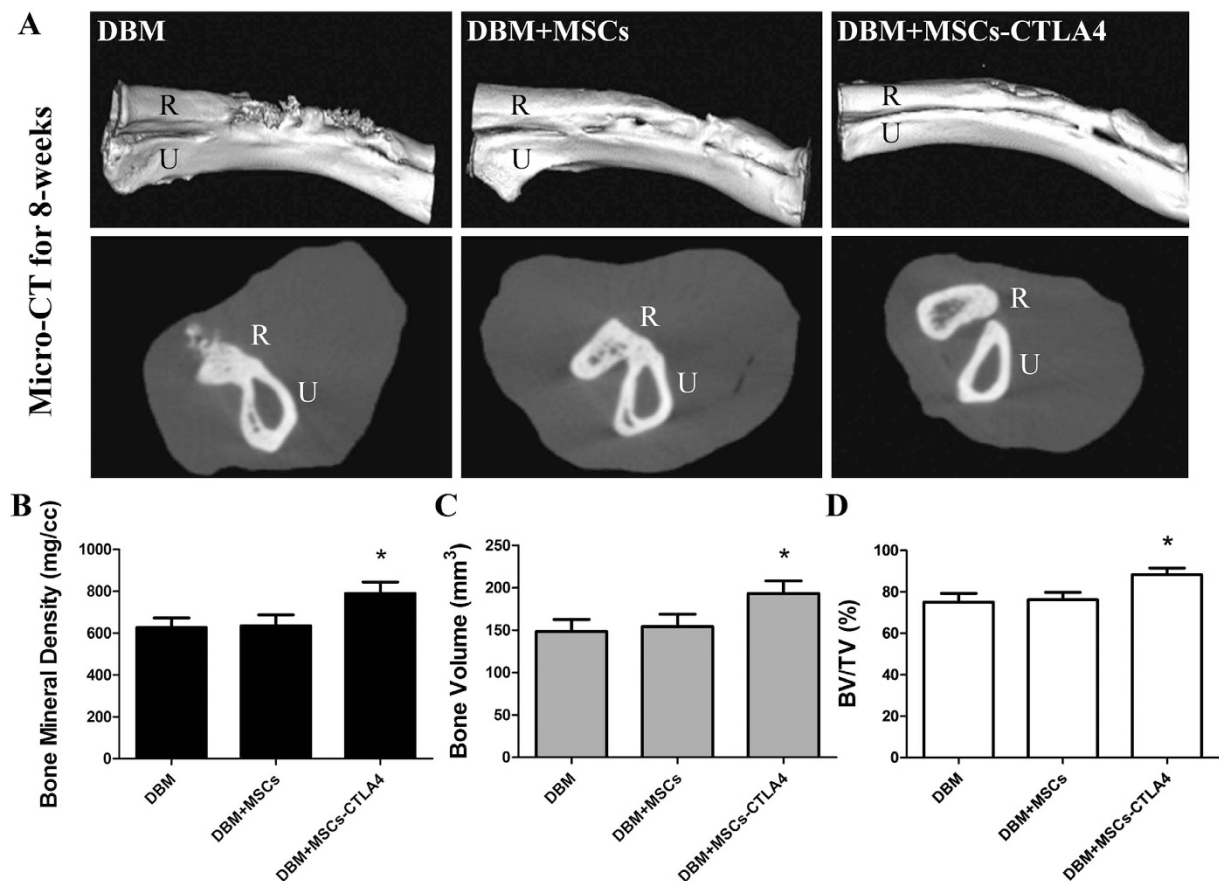 A
DBM
DBM+MSCs
DBM+MSCs-CTLA4
Micro-CT for 8-weeks
R
U
R
U
R
U
R
U
R
U
R
U
B
Bone Mineral Density (mg/cc)
1000
800
600
400
200
0
*
DBM
DBM+MSCs
DBM+MSCs-CTLA4
C
Bone Volume (mm³)
250
200
150
100
50
0
*
DBM
DBM+MSCs
DBM+MSCs-CTLA4
D
BV/TV (%)
100
80
60
40
20
0
*
DBM
DBM+MSCs
DBM+MSCs-CTLA4